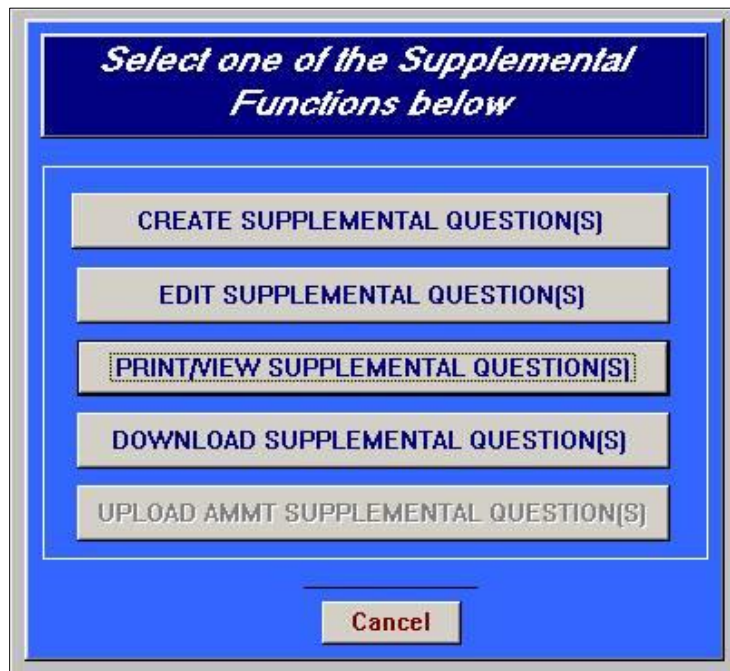 Select one of the Supplemental
Functions below
CREATE SUPPLEMENTAL QUESTION(S)
EDIT SUPPLEMENTAL QUESTION(S)
PRINT/VIEW SUPPLEMENTAL QUESTION(S)
DOWNLOAD SUPPLEMENTAL QUESTION(S)
UPLOAD AMMT SUPPLEMENTAL QUESTION(S)
Cancel